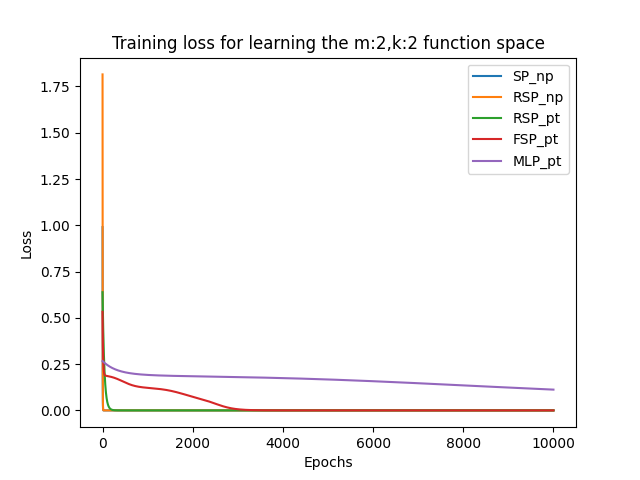 Training loss for learning the m:2,k:2 function space
SP_np
RSP_np
RSP_pt
FSP_pt
MLP_pt
1.75
1.50
1.25
1.00
0.75
0.50
0.25
0.00
Loss
0 2000 4000 6000 8000 10000
Epochs